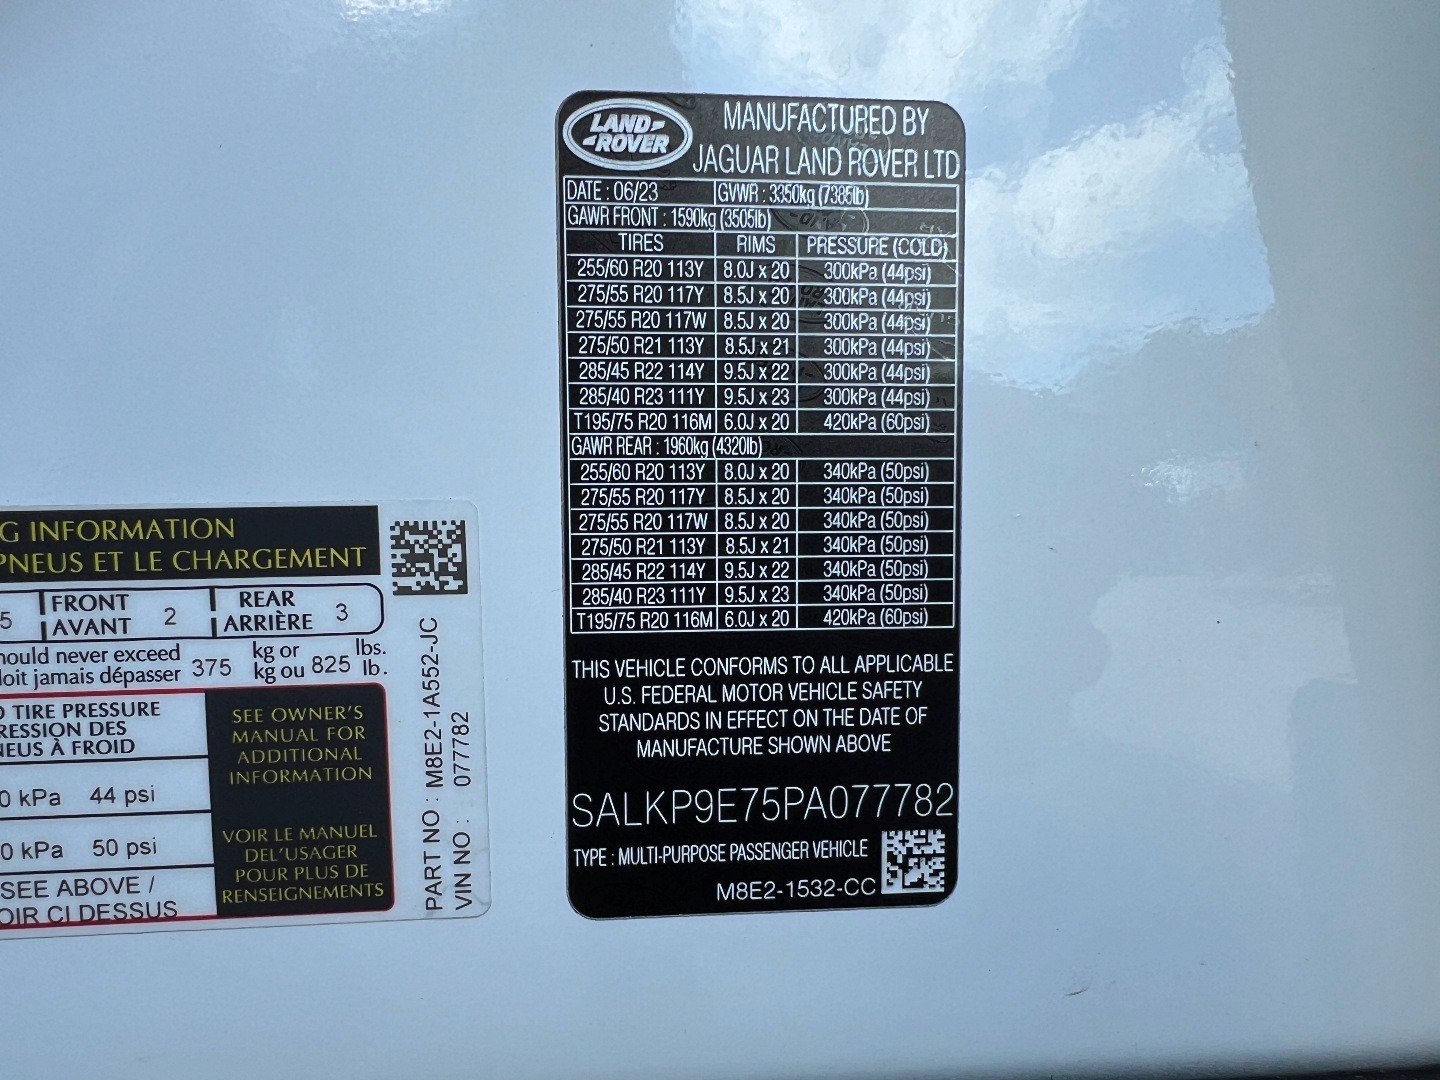 G INFORMATION
PNEUS ET LE CHARGEMENT
5 FRONT AVANT 2 REAR ARRIÈRE 3
hould never exceed 375 kg or 825 lbs.
doit jamais dépasser kg ou lb.
TIRE PRESSURE
RESSION DES
NEUS À FROID
0 kPa 44 psi
0 kPa 50 psi
SEE ABOVE /
OIR CI DESSUS
SEE OWNER'S
MANUAL FOR
ADDITIONAL
INFORMATION
VOIR LE MANUEL
DEL'USAGER
POUR PLUS DE
RENSEIGNEMENTS
PART NO : M8E2-1A552-JC
VIN NO : 077782
LAND
ROVER
MANUFACTURED BY
JAGUAR LAND ROVER LTD
DATE : 06/23 GVWR : 3350kg (7385lb)
GAWR FRONT : 1590kg (3505lb)
TIRES RIMS PRESSURE (COLD)
255/60 R20 113Y 8.0J x 20 300kPa (44psi)
275/55 R20 117Y 8.5J x 20 300kPa (44psi)
275/55 R20 117W 8.5J x 20 300kPa (44psi)
275/50 R21 113Y 8.5J x 21 300kPa (44psi)
285/45 R22 114Y 9.5J x 22 300kPa (44psi)
285/40 R23 111Y 9.5J x 23 300kPa (44psi)
T195/75 R20 116M 6.0J x 20 420kPa (60psi)
GAWR REAR : 1960kg (4320lb)
255/60 R20 113Y 8.0J x 20 340kPa (50psi)
275/55 R20 117Y 8.5J x 20 340kPa (50psi)
275/55 R20 117W 8.5J x 20 340kPa (50psi)
275/50 R21 113Y 8.5J x 21 340kPa (50psi)
285/45 R22 114Y 9.5J x 22 340kPa (50psi)
285/40 R23 111Y 9.5J x 23 340kPa (50psi)
T195/75 R20 116M 6.0J x 20 420kPa (60psi)
THIS VEHICLE CONFORMS TO ALL APPLICABLE
U.S. FEDERAL MOTOR VEHICLE SAFETY
STANDARDS IN EFFECT ON THE DATE OF
MANUFACTURE SHOWN ABOVE
SALKP9E75PA077782
TYPE : MULTI-PURPOSE PASSENGER VEHICLE
M8E2-1532-CC